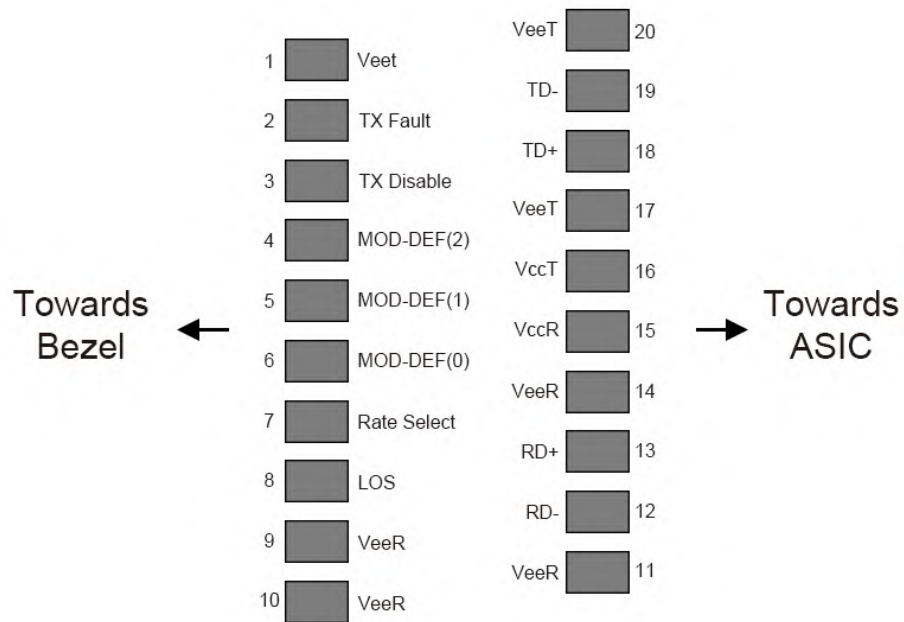 1 Veet
2 TX Fault
3 TX Disable
4 MOD-DEF(2)
5 MOD-DEF(1)
6 MOD-DEF(0)
7 Rate Select
8 LOS
9 VeeR
10 VeeR
VeeT 20
TD- 19
TD+ 18
VeeT 17
VccT 16
VccR 15
VeeR 14
RD+ 13
RD- 12
VeeR 11
Towards
Bezel
Towards
ASIC